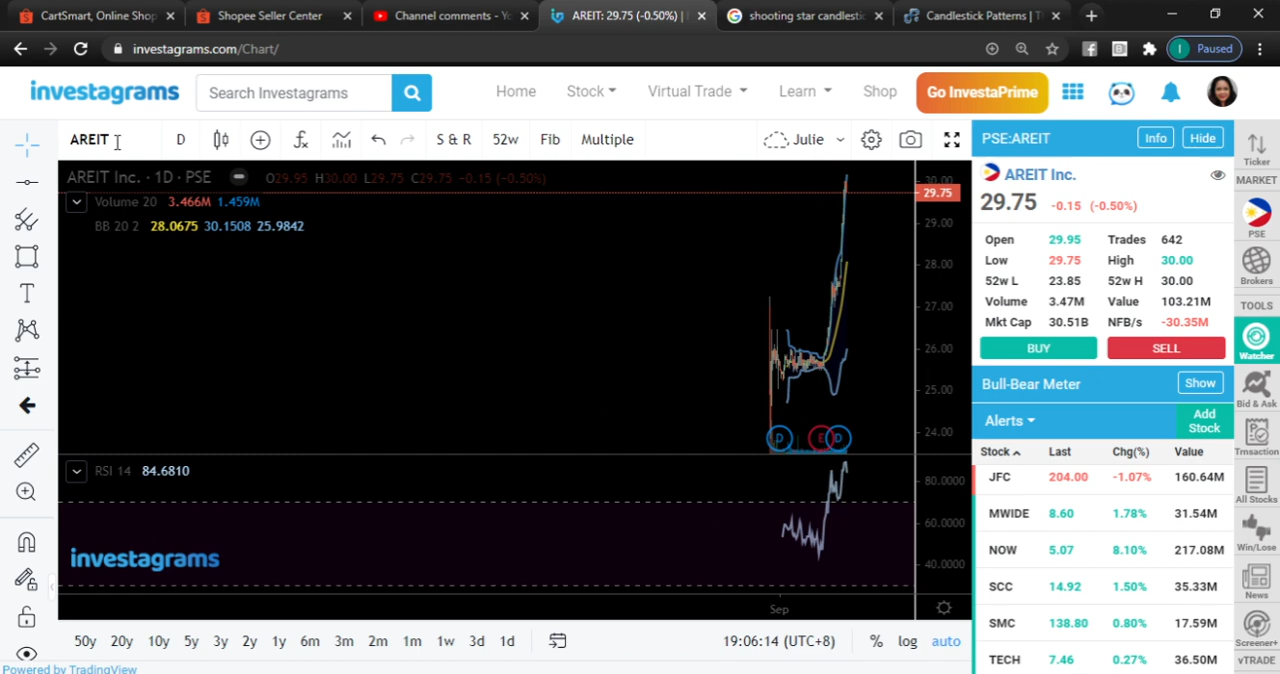 CartSmart, Online Shop
Shopee Seller Center
Channel comments - Yo
AREIT: 29.75 (-0.50%) |
shooting star candlestic
Candlestick Patterns | T
investagrams.com/Chart/
Paused
investagrams
Search Investagrams
Home
Stock
Virtual Trade
Learn
Shop
Go InvestaPrime
AREIT
D
S & R
52w
Fib
Multiple
Julie
AREIT Inc. · 1D · PSE O29.95 H30.00 L29.75 C29.75 -0.15 (-0.50%)
Volume 20 3.466M 1.459M
BB 20 2 28.0675 30.1508 25.9842
30.00
29.75
29.00
28.00
27.00
26.00
25.00
24.00
D E D
RSI 14 84.6810
80.0000
60.0000
40.0000
investagrams
Sep
50y 20y 10y 5y 3y 2y 1y 6m 3m 2m 1m 1w 3d 1d
19:06:14 (UTC+8)
% log auto
Powered by TradingView
PSE:AREIT
Info
Hide
AREIT Inc.
29.75 -0.15 (-0.50%)
Open 29.95 Trades 642
Low 29.75 High 30.00
52w L 23.85 52w H 30.00
Volume 3.47M Value 103.21M
Mkt Cap 30.51B NFB/s -30.35M
BUY
SELL
Bull-Bear Meter
Show
Alerts
Add Stock
Stock Last Chg(%) Value
JFC 204.00 -1.07% 160.64M
MWIDE 8.60 1.78% 31.54M
NOW 5.07 8.10% 217.08M
SCC 14.92 1.50% 35.33M
SMC 138.80 0.80% 17.59M
TECH 7.46 0.27% 36.50M
Ticker
MARKET
PSE
Brokers
TOOLS
Watcher
Bid & Ask
Trnsaction
All Stocks
Win/Lose
News
Screener+
vTRADE